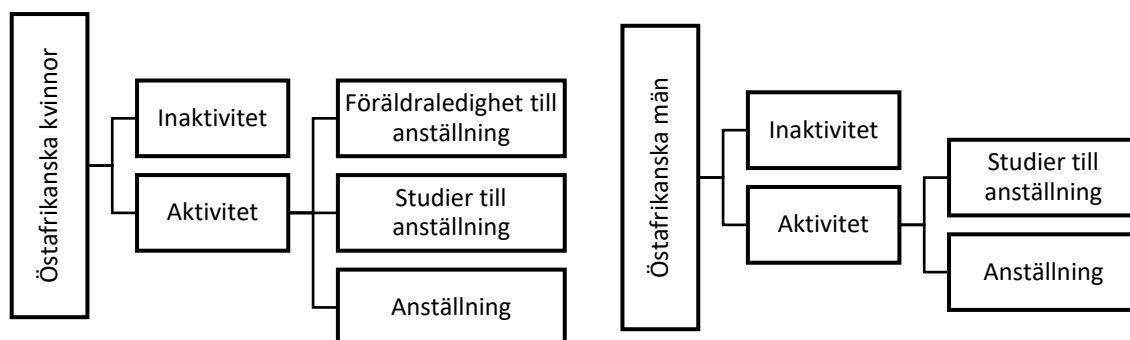 Östafrikanska kvinnor
Inaktivitet
Aktivitet
Föräldraledighet till
anställning
Studier till
anställning
Anställning
Östafrikanska män
Inaktivitet
Aktivitet
Studier till
anställning
Anställning